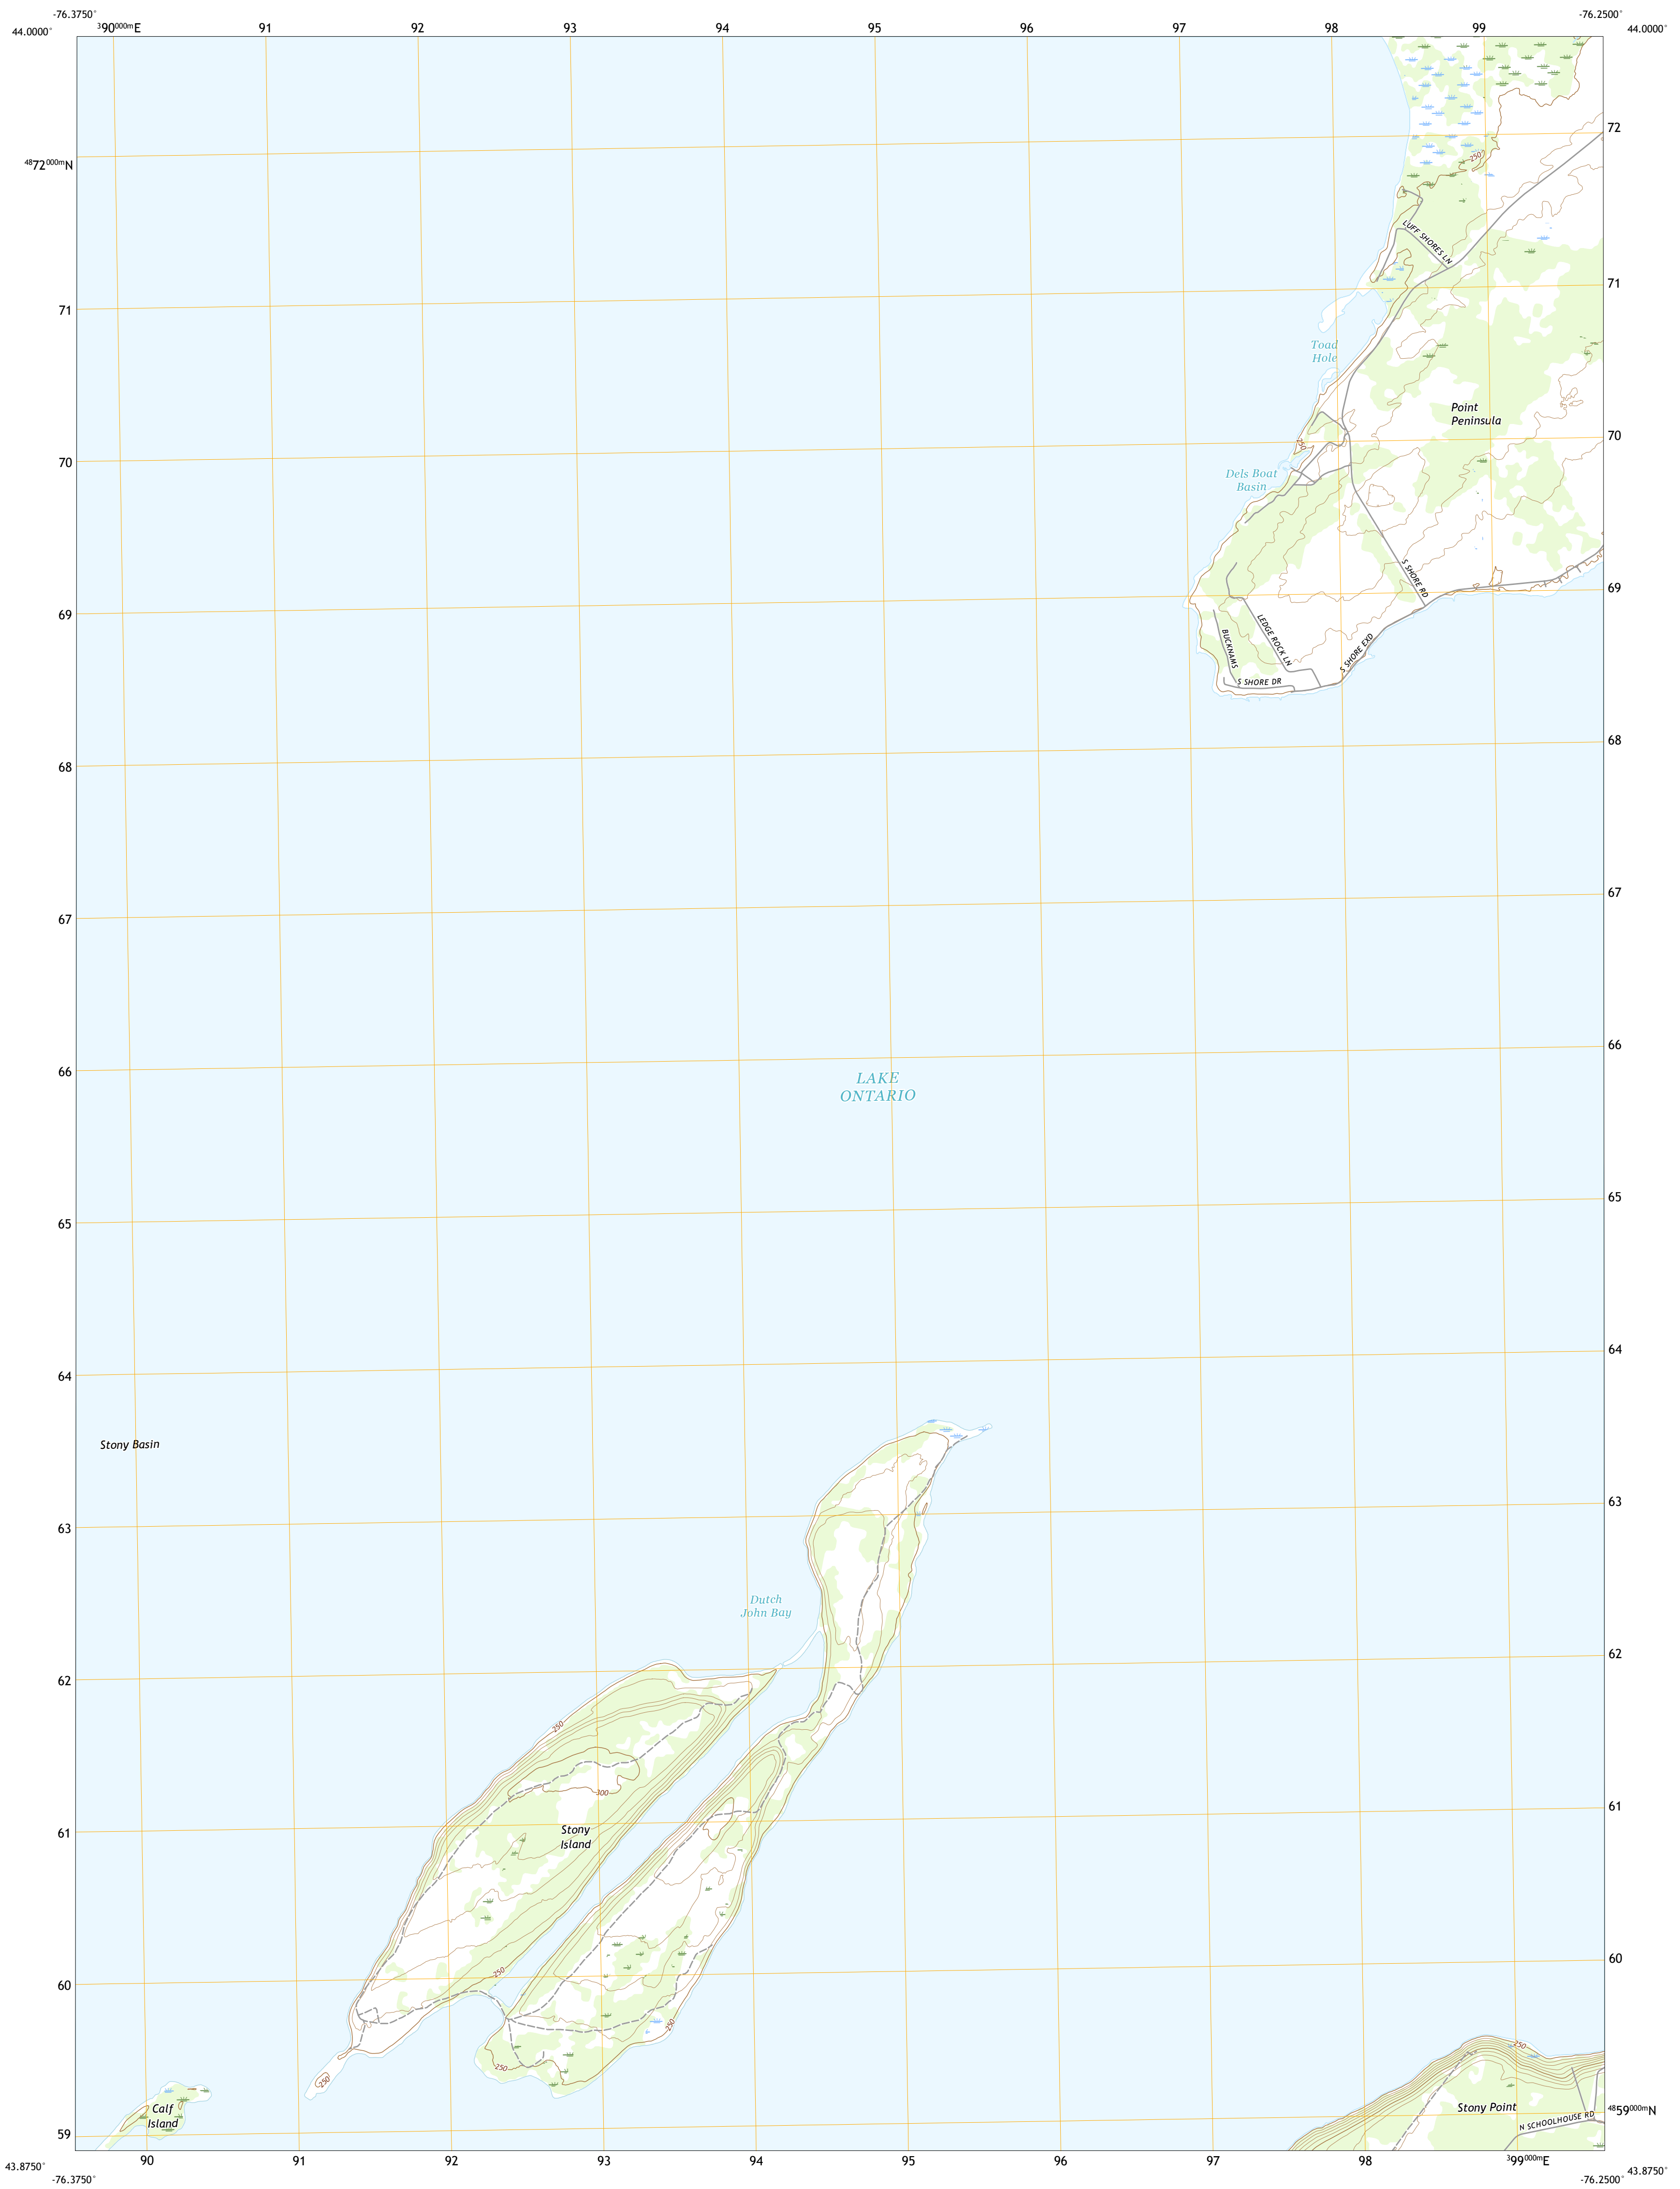 -76.3750°
³90⁰⁰⁰ᵐE
91
92
93
94
95
96
97
98
99
-76.2500°
44.0000°
44.0000°
72
⁴⁸72⁰⁰⁰ᵐN
250
LUFF SHORES LN
71
71
Toad
Hole
Point
Peninsula
70
250
70
Dels Boat
Basin
S SHORE RD
69
69
LEDGE ROCK LN
BUCKNAMS
S SHORE EXD
S SHORE DR
68
68
67
67
66
66
LAKE
ONTARIO
65
65
64
64
Stony Basin
63
63
Dutch
John Bay
62
62
250
300
61
61
Stony
Island
60
250
60
250
250
250
250
Calf
Island
Stony Point
⁴⁸59⁰⁰⁰ᵐN
N SCHOOLHOUSE RD
59
90
91
92
93
94
95
96
97
98
³99⁰⁰⁰ᵐE
43.8750°
43.8750°
-76.3750°
-76.2500°